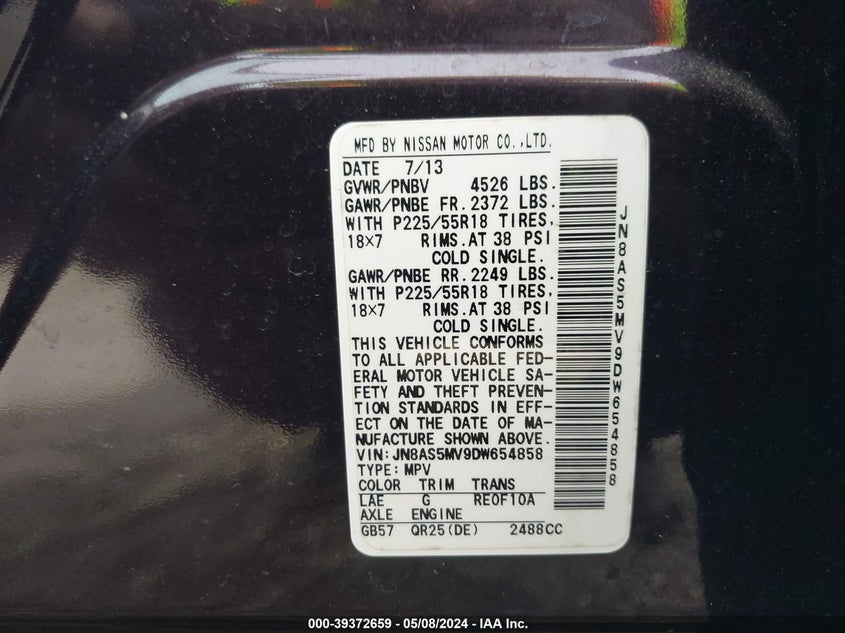 MFD BY NISSAN MOTOR CO.,LTD.
DATE 7/13
GVWR/PNBV 4526 LBS.
GAWR/PNBE FR. 2372 LBS.
WITH P225/55R18 TIRES,
18×7 RIMS. AT 38 PSI
COLD SINGLE.
GAWR/PNBE RR. 2249 LBS.
WITH P225/55R18 TIRES,
18×7 RIMS. AT 38 PSI
COLD SINGLE.
THIS VEHICLE CONFORMS
TO ALL APPLICABLE FED-
ERAL MOTOR VEHICLE SA-
FETY AND THEFT PREVEN-
TION STANDARDS IN EFF-
ECT ON THE DATE OF MA-
NUFACTURE SHOWN ABOVE.
VIN:JN8AS5MV9DW654858
TYPE:MPV
COLOR TRIM TRANS
LAE G RE0F10A
AXLE ENGINE
GB57 QR25(DE) 2488CC
JN8AS5MV9DW654858
000-39372659 - 05/08/2024 - IAA Inc.